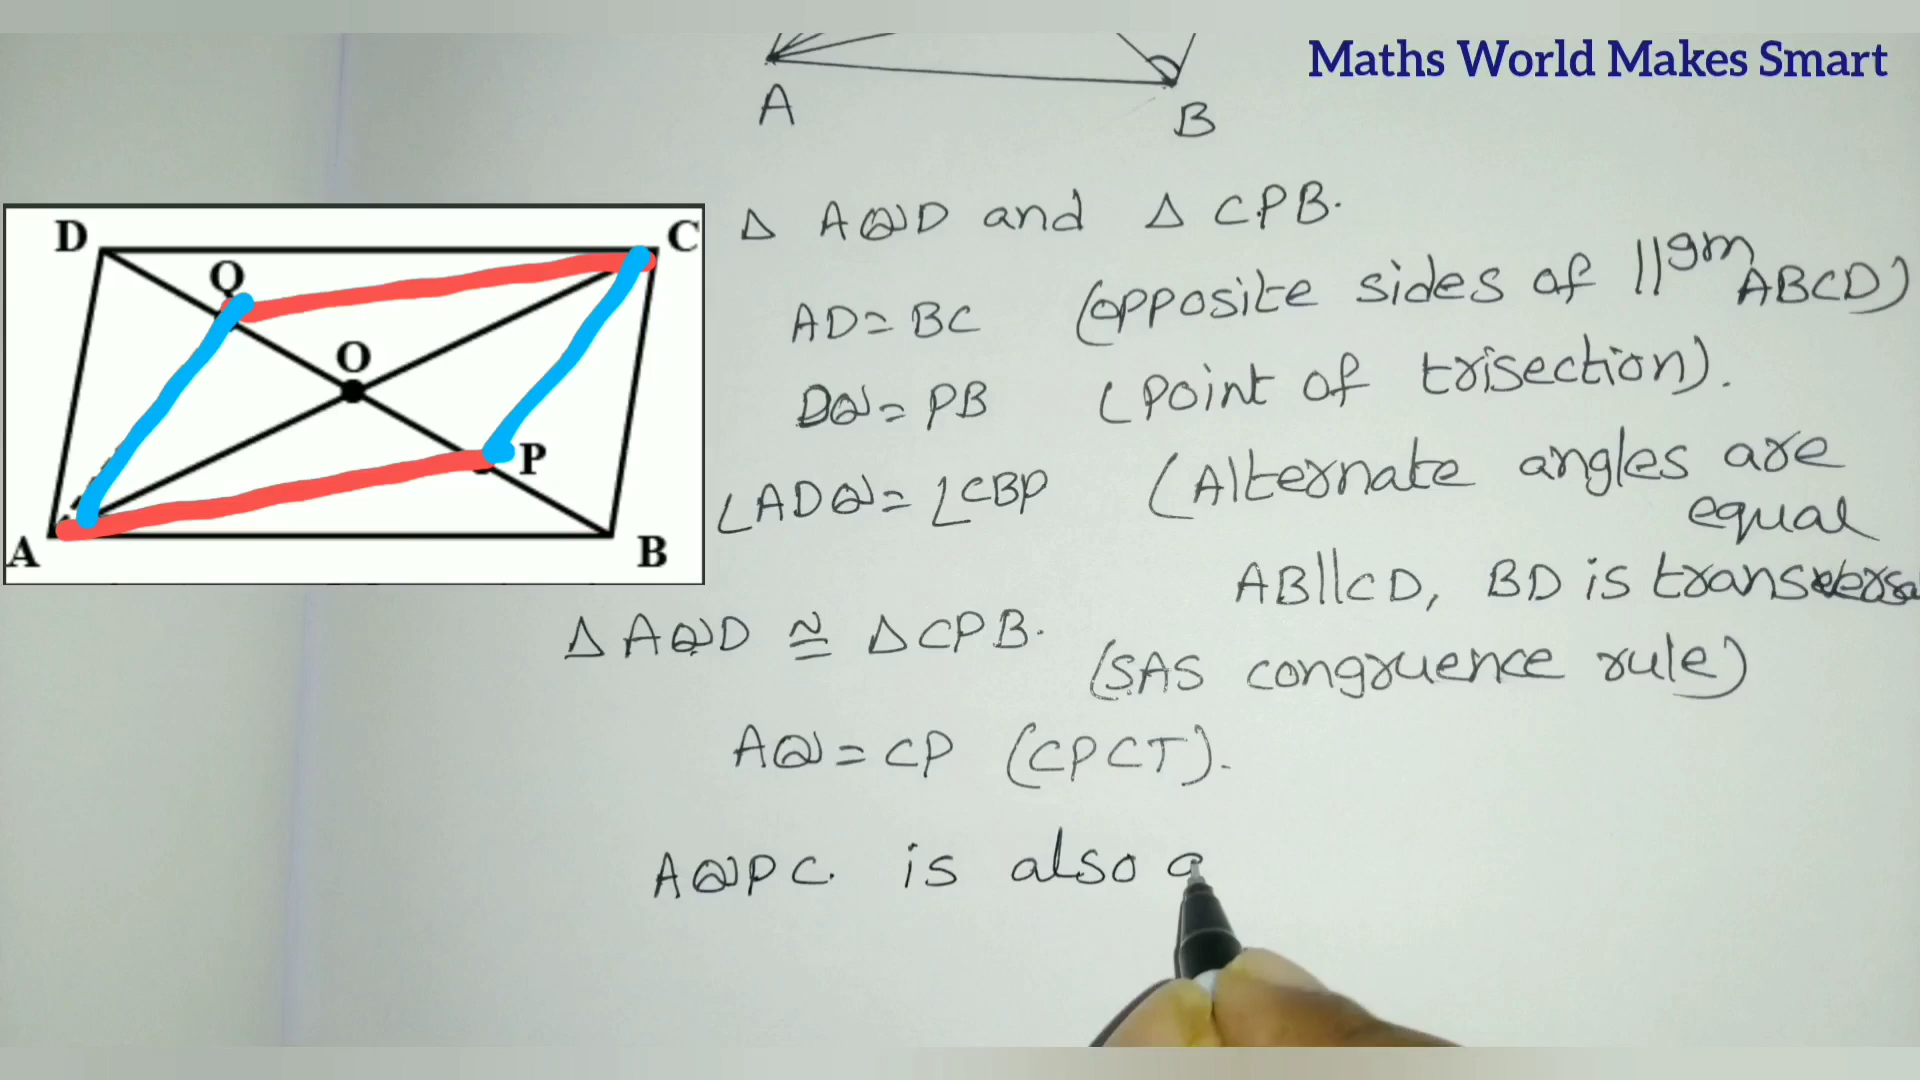 Maths World Makes Smart
A
B
D
C
Q
O
P
A
B
Δ AQD and Δ CPB.
AD = BC (opposite sides of ||gm ABCD)
DQ = PB (Point of trisection).
∠ADQ = ∠CBP (Alternate angles are equal
AB||CD, BD is transversal
Δ AQD ≅ Δ CPB. (SAS congruence rule)
AQ = CP (CPCT).
AQPC. is also a